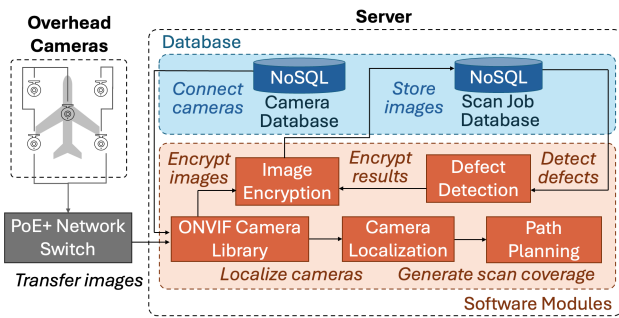 Overhead
Cameras
Server
Database
NoSQL
Camera
Database
NoSQL
Scan Job
Database
Connect
cameras
Store
images
Encrypt
images
Image
Encryption
Encrypt
results
Defect
Detection
Detect
defects
PoE+ Network
Switch
ONVIF Camera
Library
Camera
Localization
Path
Planning
Transfer images
Localize cameras
Generate scan coverage
Software Modules